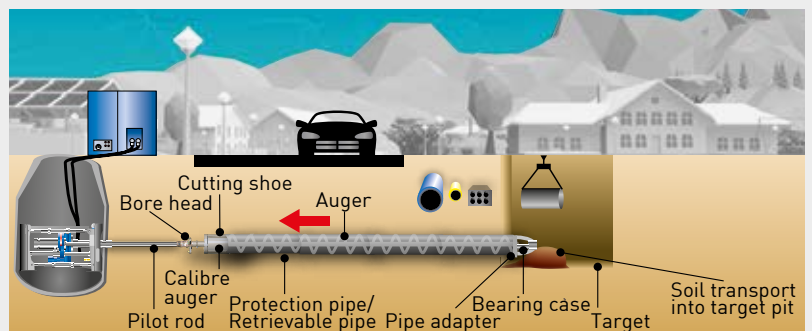 Cutting shoe
Bore head
Auger
Calibre
auger
Pilot rod
Protection pipe/
Retrievable pipe
Pipe adapter
Bearing case
Target
Soil transport
into target pit